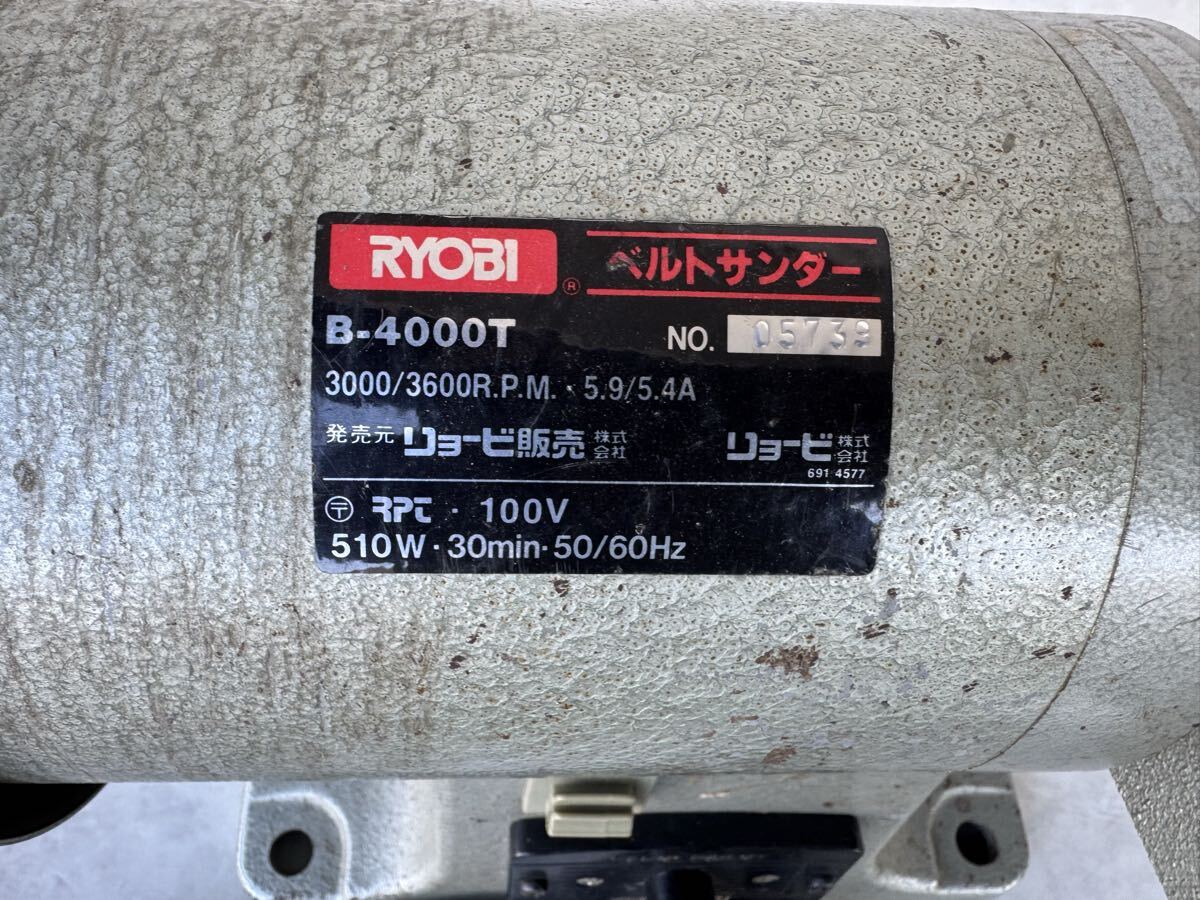 RYOBI ® ベルトサンダー
B-4000T NO. 05739
3000/3600R.P.M. · 5.9/5.4A
発売元 リョービ販売 株式会社 リョービ 株式会社
691 4577
〶 RPC · 100V
510W·30min·50/60Hz